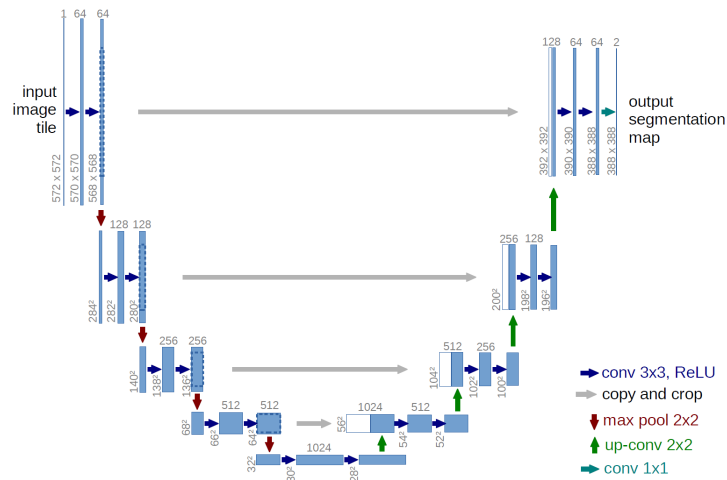 1 64 64
input
image
tile
572 x 572
570 x 570
568 x 568
128 64 64 2
output
segmentation
map
392 x 392
390 x 390
388 x 388
388 x 388
128 128
284²
282²
280²
256 128
200²
198²
196²
256 256
140²
138²
136²
512 256
104²
102²
100²
512 512
68²
66²
64²
1024 512
56²
54²
52²
1024
32²
30²
28²
conv 3x3, ReLU
copy and crop
max pool 2x2
up-conv 2x2
conv 1x1